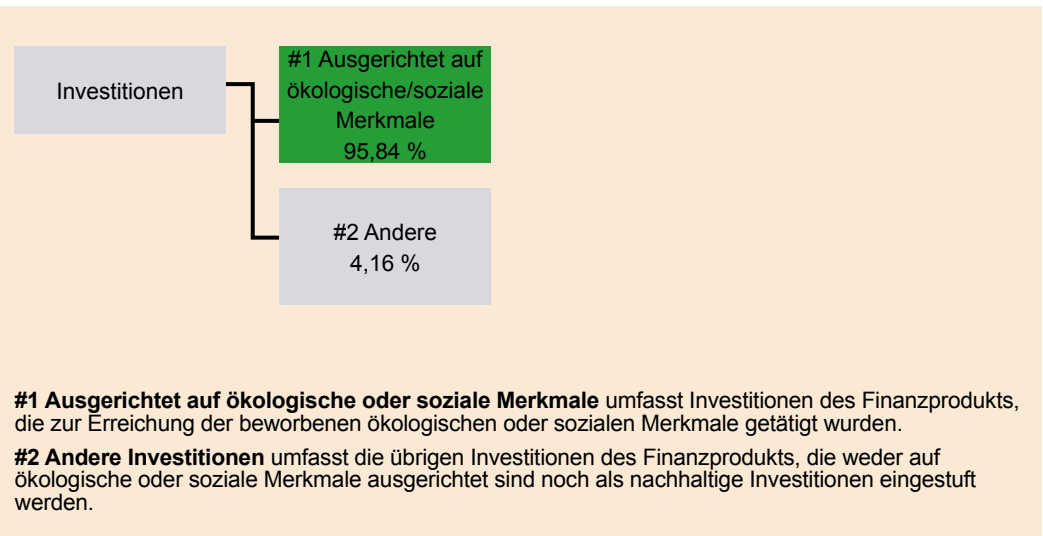 Investitionen
#1 Ausgerichtet auf
ökologische/soziale
Merkmale
95,84 %
#2 Andere
4,16 %
#1 Ausgerichtet auf ökologische oder soziale Merkmale umfasst Investitionen des Finanzprodukts,
die zur Erreichung der beworbenen ökologischen oder sozialen Merkmale getätigt wurden.
#2 Andere Investitionen umfasst die übrigen Investitionen des Finanzprodukts, die weder auf
ökologische oder soziale Merkmale ausgerichtet sind noch als nachhaltige Investitionen eingestuft
werden.